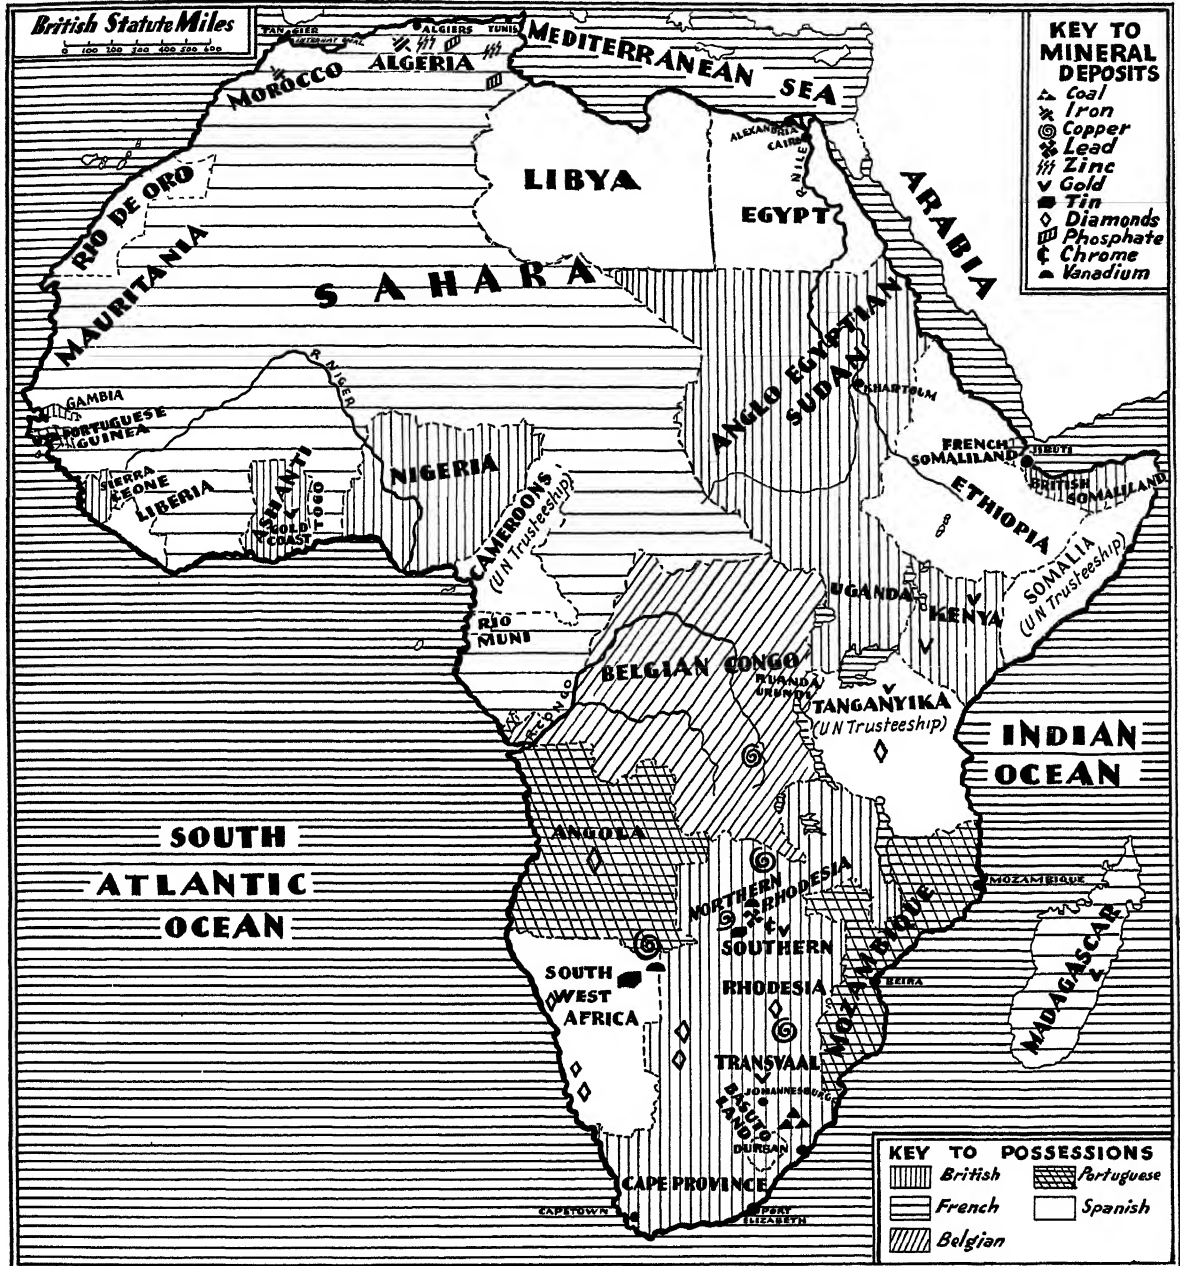 British Statute Miles
0 100 200 300 400 500 600
KEY TO
MINERAL
DEPOSITS
Coal
Iron
Copper
Lead
Zinc
Gold
Tin
Diamonds
Phosphate
Chrome
Vanadium
TANGIER
ALGIERS
TUNIS
MEDITERRANEAN SEA
ALGERIA
MOROCCO
ALEXANDRIA
CAIRO
R. NILE
LIBYA
EGYPT
ARABIA
RIO DE ORO
MAURITANIA
SAHARA
ANGLO EGYPTIAN
SUDAN
KHARTOUM
R. NIGER
GAMBIA
PORTUGUESE
GUINEA
SIERRA
LEONE
LIBERIA
ASHANTI
GOLD
COAST
TOGO
NIGERIA
CAMEROONS
(UN Trusteeship)
FRENCH
SOMALILAND
JIBUTI
BRITISH
SOMALILAND
ETHIOPIA
SOMALIA
(UN Trusteeship)
UGANDA
KENYA
RIO
MUNI
BELGIAN CONGO
RUANDA
URUNDI
R. CONGO
TANGANYIKA
(UN Trusteeship)
INDIAN
OCEAN
SOUTH
ATLANTIC
OCEAN
ANGOLA
NORTHERN
RHODESIA
MOZAMBIQUE
MOZAMBIQUE
SOUTHERN
RHODESIA
BEIRA
MADAGASCAR
SOUTH
WEST
AFRICA
TRANSVAAL
JOHANNESBURG
BASUTO
LAND
DURBAN
CAPE PROVINCE
CAPETOWN
PORT
ELIZABETH
KEY TO POSSESSIONS
British
Portuguese
French
Spanish
Belgian